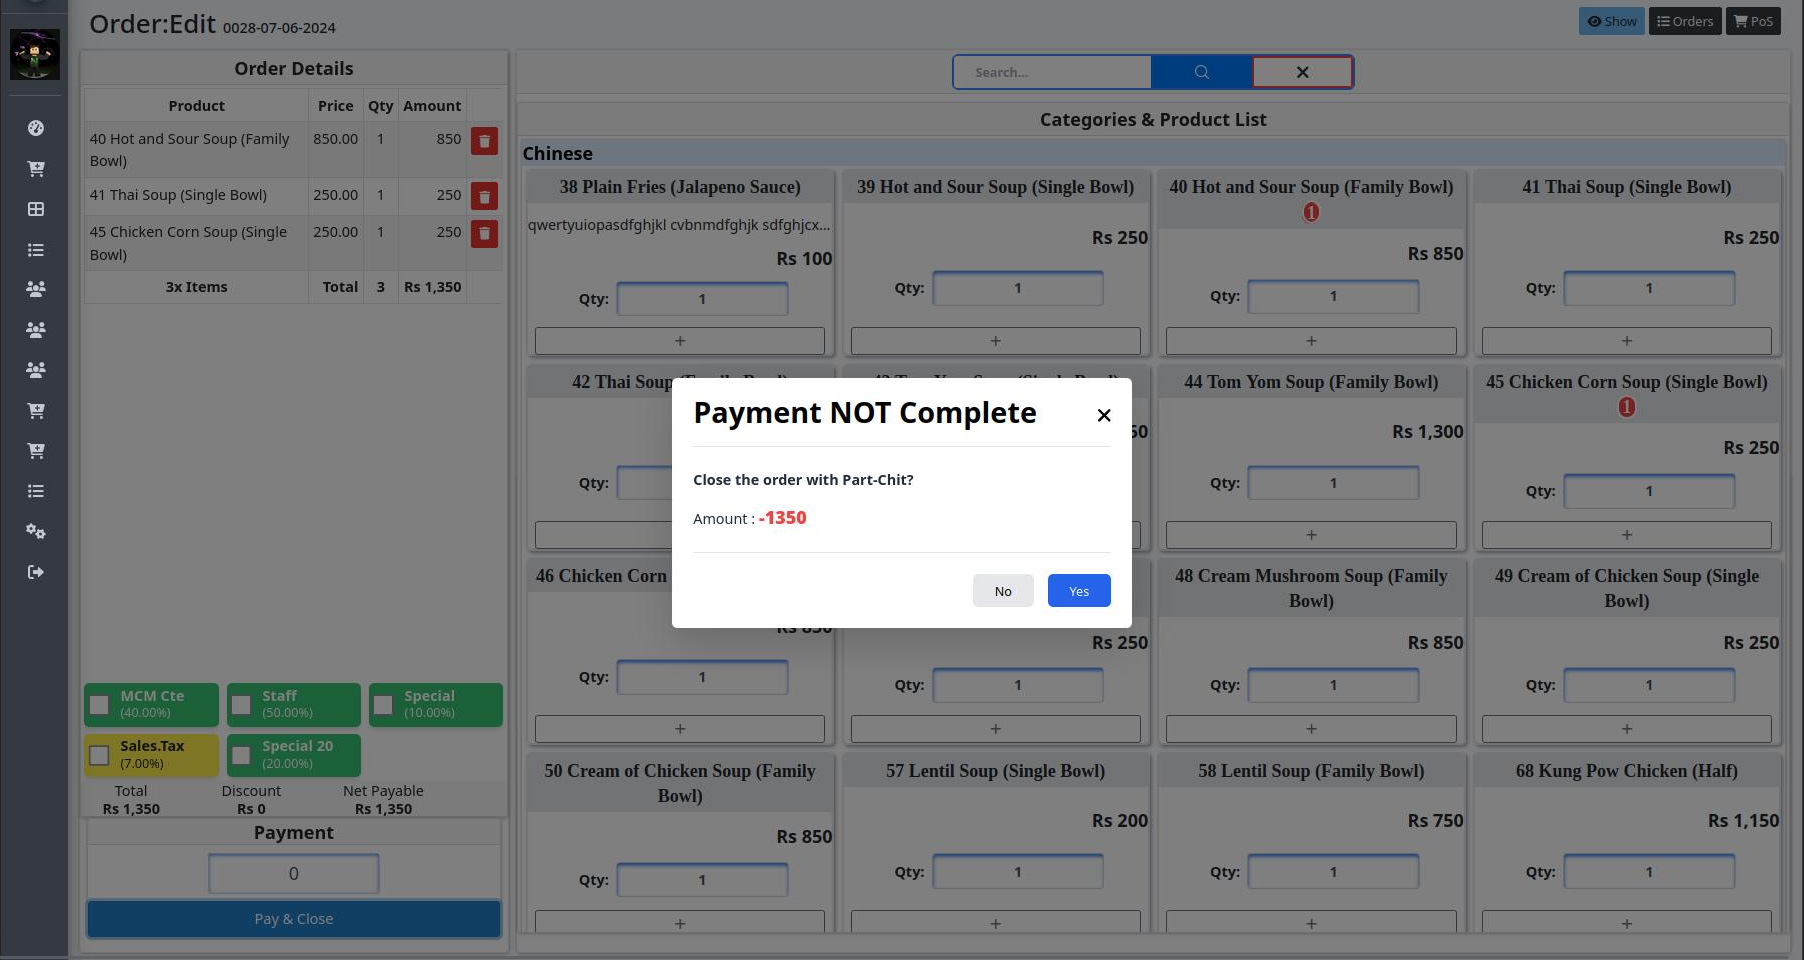 Order:Edit 0028-07-06-2024
Show
Orders
PoS
Order Details
Product Price Qty Amount
40 Hot and Sour Soup (Family Bowl) 850.00 1 850
41 Thai Soup (Single Bowl) 250.00 1 250
45 Chicken Corn Soup (Single Bowl) 250.00 1 250
3x Items Total 3 Rs 1,350
MCM Cte
(40.00%)
Staff
(50.00%)
Special
(10.00%)
Sales.Tax
(7.00%)
Special 20
(20.00%)
Total Discount Net Payable
Rs 1,350 Rs 0 Rs 1,350
Payment
0
Pay & Close
Search...
Categories & Product List
Chinese
38 Plain Fries (Jalapeno Sauce)
qwertyuiopasdfghjkl cvbnmdfghjk sdfghjcx...
Rs 100
Qty: 1
+
39 Hot and Sour Soup (Single Bowl)
Rs 250
Qty: 1
+
40 Hot and Sour Soup (Family Bowl)
1
Rs 850
Qty: 1
+
41 Thai Soup (Single Bowl)
Rs 250
Qty: 1
+
42 Thai Soup
Qty:
44 Tom Yom Soup (Family Bowl)
Rs 1,300
Qty: 1
+
45 Chicken Corn Soup (Single Bowl)
1
Rs 250
Qty: 1
+
Payment NOT Complete
Close the order with Part-Chit?
Amount : -1350
No
Yes
46 Chicken Corn
Rs 850
Qty: 1
+
Rs 250
Qty: 1
+
48 Cream Mushroom Soup (Family
Bowl)
Rs 850
Qty: 1
+
49 Cream of Chicken Soup (Single
Bowl)
Rs 250
Qty: 1
+
50 Cream of Chicken Soup (Family
Bowl)
Rs 850
Qty: 1
+
57 Lentil Soup (Single Bowl)
Rs 200
Qty: 1
+
58 Lentil Soup (Family Bowl)
Rs 750
Qty: 1
+
68 Kung Pow Chicken (Half)
Rs 1,150
Qty: 1
+